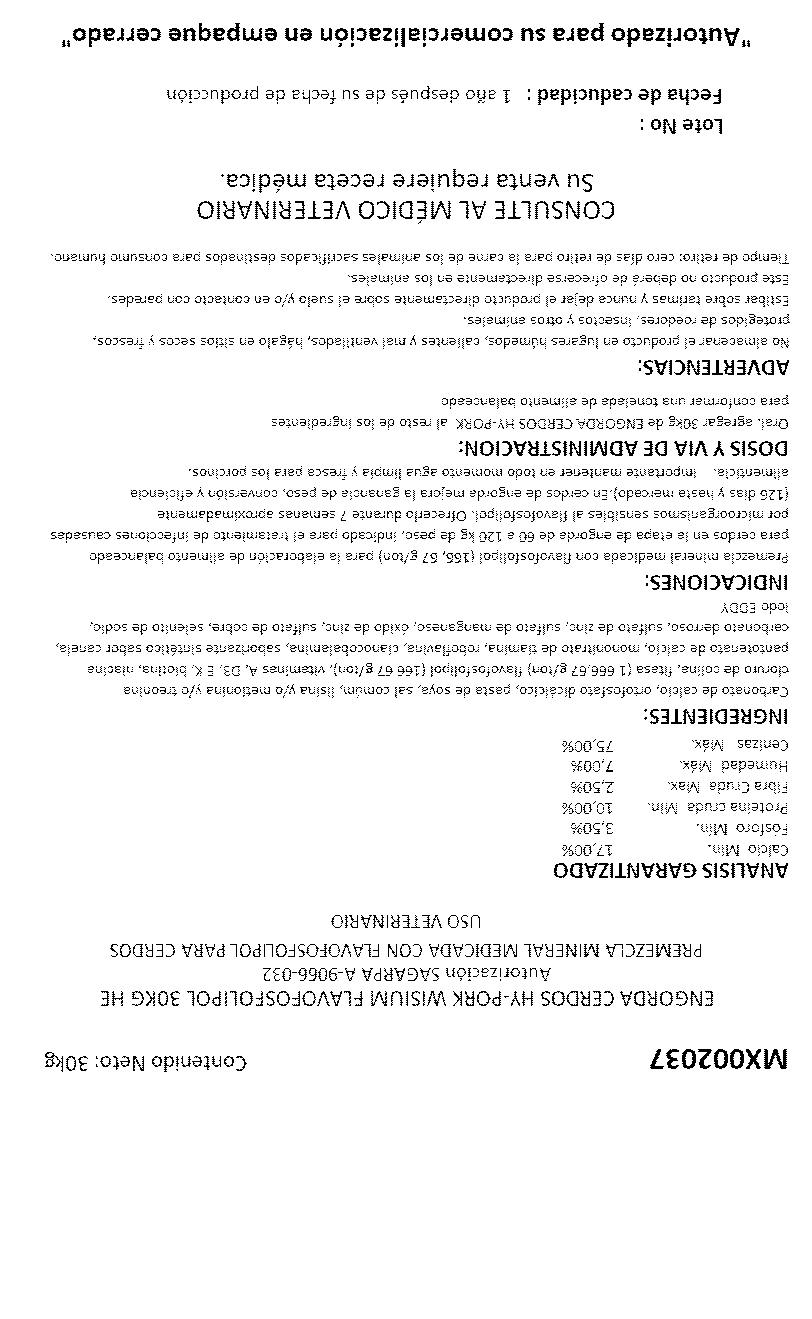 MX002037
Contenido Neto: 30kg
ENGORDA CERDOS HY-PORK WISIUM FLAVOFOSFOLIPOL 30KG HE
Autorización SAGARPA A-9066-032
PREMEZCLA MINERAL MEDICADA CON FLAVOFOSFOLIPOL PARA CERDOS
USO VETERINARIO
ANALISIS GARANTIZADO
Calcio Min. 17,00%
Fósforo Mín. 3,50%
Proteína cruda Min. 10,00%
Fibra Cruda Max. 2,50%
Humedad Máx. 7,00%
Cenizas Máx. 75,00%
INGREDIENTES:
Carbonato de calcio, ortofosfato dicálcico, pasta de soya, sal común, lisina y/o metionina y/o treonina
cloruro de colina, fitasa (1 666.67 g/ton) flavofosfolipol (166 67 g/ton), vitaminas A, D3, E K, biotina, niacina
pantotenato de calcio, mononitrato de tiamina, roboflavina, cianocobalamina, saborizante sintético sabor canela,
carbonato derroso, sulfato de zinc, sulfato de manganeso, óxido de zinc, sulfato de cobre, selenito de sodio,
iodo EDDY
INDICACIONES:
Premezcla mineral medicada con flavofosfolipol (166, 67 g/ton) para la elaboración de alimento balanceado
para cerdos en la etapa de engorda de 60 a 120 kg de peso, indicado para el tratamiento de infecciones causadas
por microorganismos sensibles al flavofosfolipol. Ofrecerlo durante 7 semanas aproximadamente
(126 días y hasta mercado). En cerdos de engorda mejora la ganancia de peso, conversión y eficiencia
alimenticia. Importante mantener en todo momento agua limpia y fresca para los porcinos.
DOSIS Y VIA DE ADMINISTRACION:
Oral. agregar 30kg de ENGORDA CERDOS HY-PORK al resto de los ingredientes
para conformar una tonelada de alimento balanceado
ADVERTENCIAS:
No almacenar el producto en lugares húmedos, calientes y mal ventilados, hágalo en sitios secos y frescos,
protegidos de roedores, insectos y otros animales.
Estibar sobre tarimas y nunca dejar el producto directamente sobre el suelo y/o en contacto con paredes.
Este producto no deberá de ofrecerse directamente en los animales.
Tiempo de retiro: cero días de retiro para la carne de los animales sacrificados destinados para consumo humano.
CONSULTE AL MÉDICO VETERINARIO
Su venta requiere receta médica.
Lote No :
Fecha de caducidad : 1 año después de su fecha de producción
"Autorizado para su comercialización en empaque cerrado"